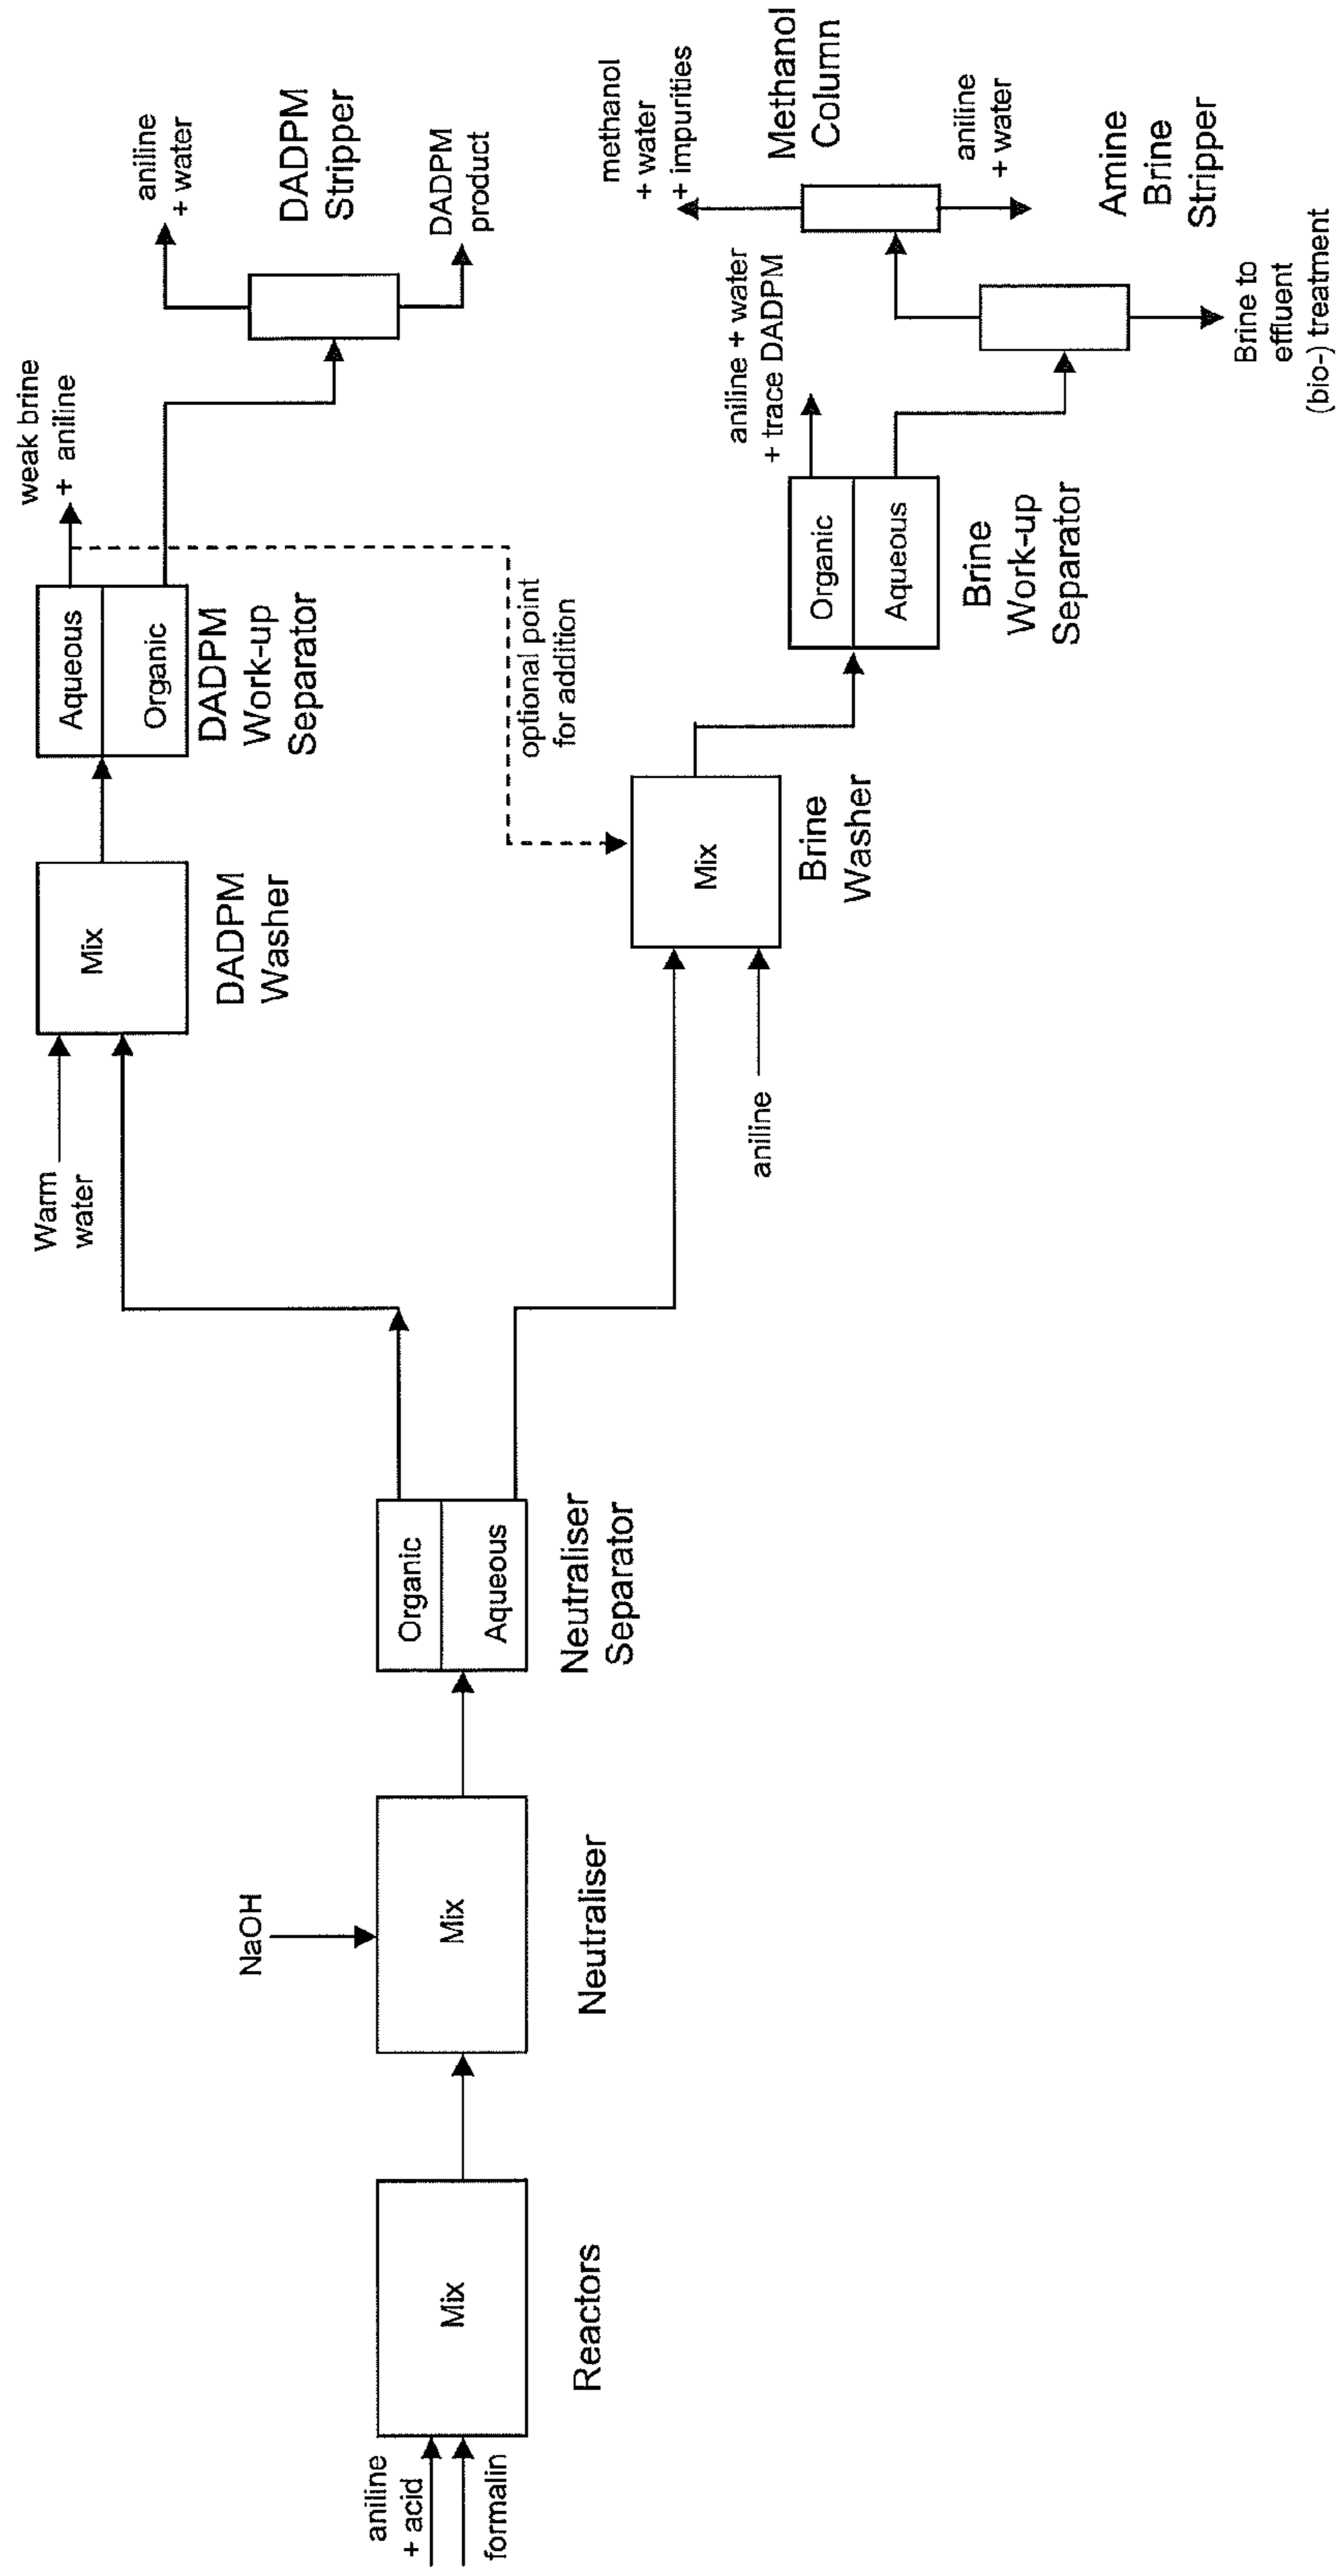 aniline
+ acid
formalin
Mix
Reactors
NaOH
Mix
Neutraliser
Organic
Aqueous
Neutraliser
Separator
Warm
water
Mix
DADPM
Washer
Aqueous
Organic
DADPM
Work-up
Separator
weak brine
+ aniline
aniline
+ water
DADPM
Stripper
DADPM
product
optional point
for addition
aniline
Mix
Brine
Washer
Organic
Aqueous
Brine
Work-up
Separator
aniline + water
+ trace DADPM
methanol
+ water
+ impurities
Methanol
Column
aniline
+ water
Amine
Brine
Stripper
Brine to
effluent
(bio-) treatment